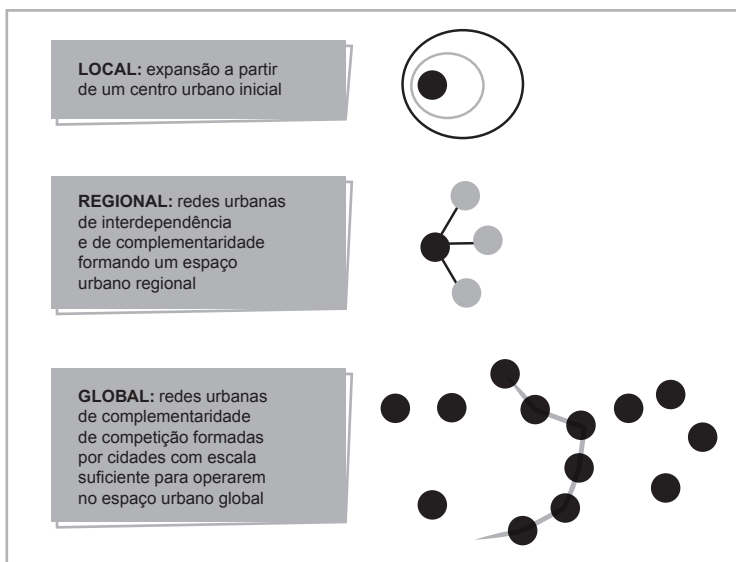 LOCAL: expansão a partir
de um centro urbano inicial
REGIONAL: redes urbanas
de interdependência
e de complementaridade
formando um espaço
urbano regional
GLOBAL: redes urbanas
de complementaridade
de competição formadas
por cidades com escala
suficiente para operarem
no espaço urbano global